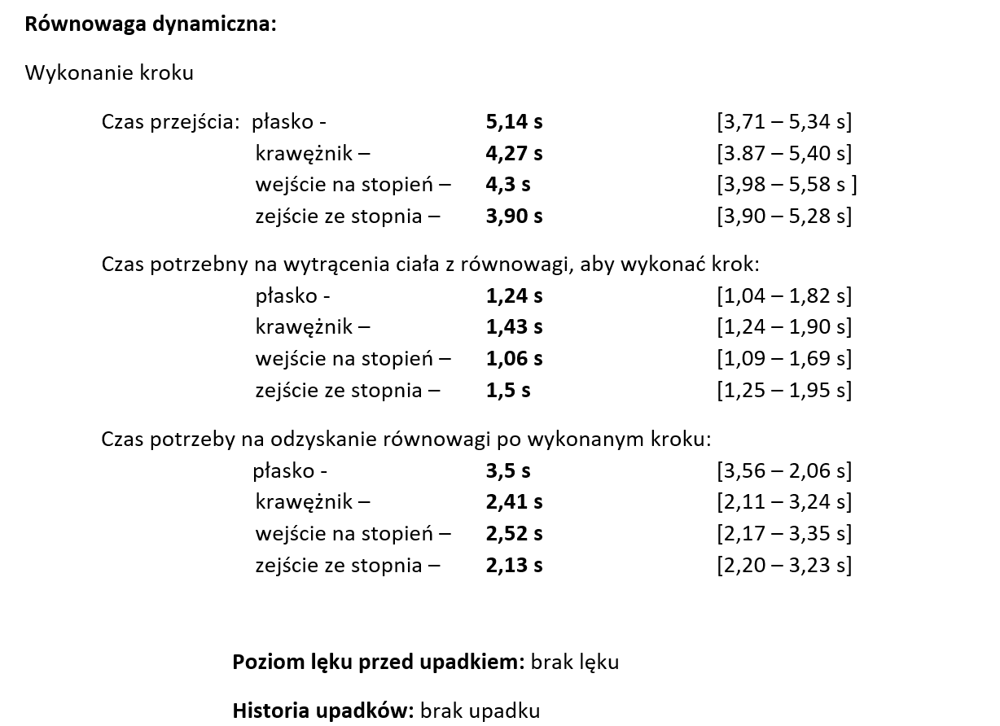 Równowaga dynamiczna:
Wykonanie kroku
Czas przejścia: płasko - 5,14 s [3,71 – 5,34 s]
krawężnik – 4,27 s [3.87 – 5,40 s]
wejście na stopień – 4,3 s [3,98 – 5,58 s ]
zejście ze stopnia – 3,90 s [3,90 – 5,28 s]
Czas potrzebny na wytrącenia ciała z równowagi, aby wykonać krok:
płasko - 1,24 s [1,04 – 1,82 s]
krawężnik – 1,43 s [1,24 – 1,90 s]
wejście na stopień – 1,06 s [1,09 – 1,69 s]
zejście ze stopnia – 1,5 s [1,25 – 1,95 s]
Czas potrzeby na odzyskanie równowagi po wykonanym kroku:
płasko - 3,5 s [3,56 – 2,06 s]
krawężnik – 2,41 s [2,11 – 3,24 s]
wejście na stopień – 2,52 s [2,17 – 3,35 s]
zejście ze stopnia – 2,13 s [2,20 – 3,23 s]
Poziom lęku przed upadkiem: brak lęku
Historia upadków: brak upadku